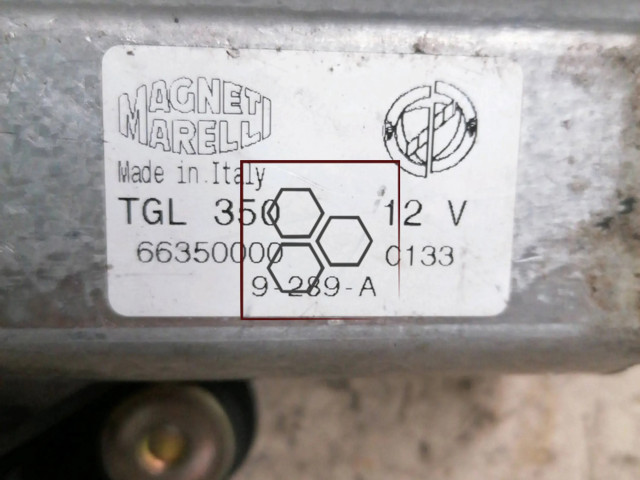 MAGNETI
MARELLI
Made in Italy
TGL 350 12 V
66350000 C133
9-289-A